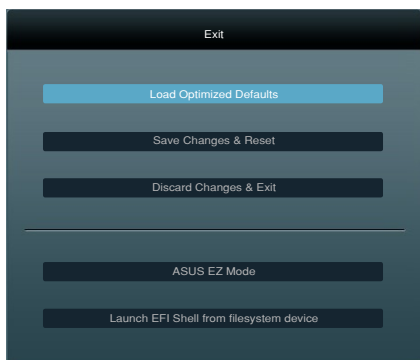 Exit
Load Optimized Defaults
Save Changes & Reset
Discard Changes & Exit
ASUS EZ Mode
Launch EFI Shell from filesystem device